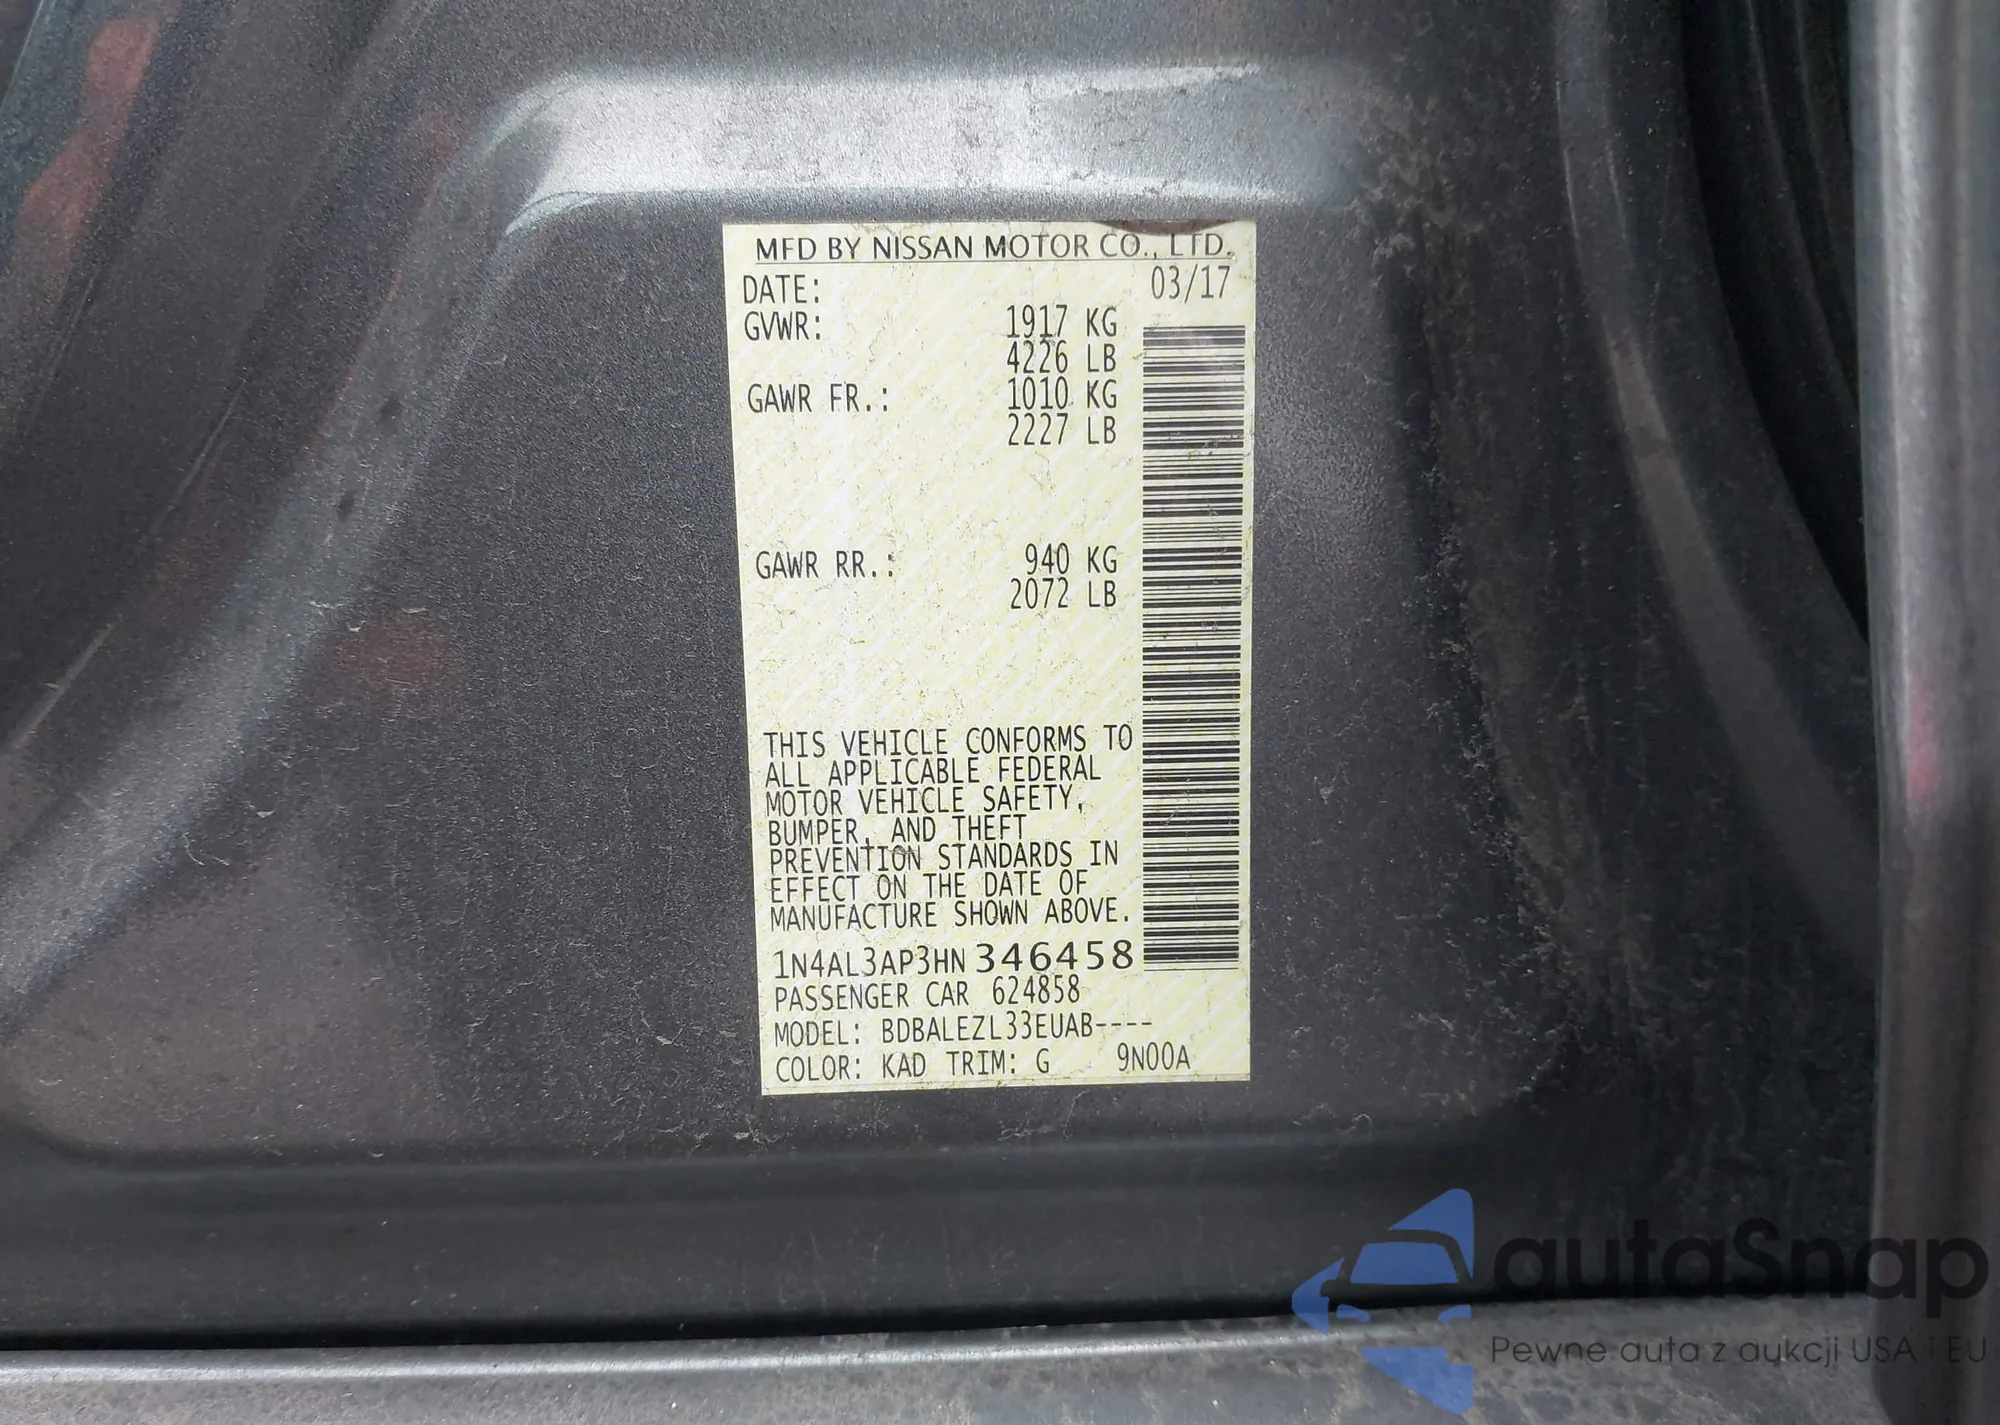 MFD BY NISSAN MOTOR CO., LTD.
DATE: 03/17
GVWR: 1917 KG
4226 LB
GAWR FR.: 1010 KG
2227 LB
GAWR RR.: 940 KG
2072 LB
THIS VEHICLE CONFORMS TO
ALL APPLICABLE FEDERAL
MOTOR VEHICLE SAFETY,
BUMPER, AND THEFT
PREVENTION STANDARDS IN
EFFECT ON THE DATE OF
MANUFACTURE SHOWN ABOVE.
1N4AL3AP3HN346458
PASSENGER CAR 624858
MODEL: BDBALEZL33EUAB----
COLOR: KAD TRIM: G 9N00A
autaSnap
Pewne auta z aukcji USA i EU